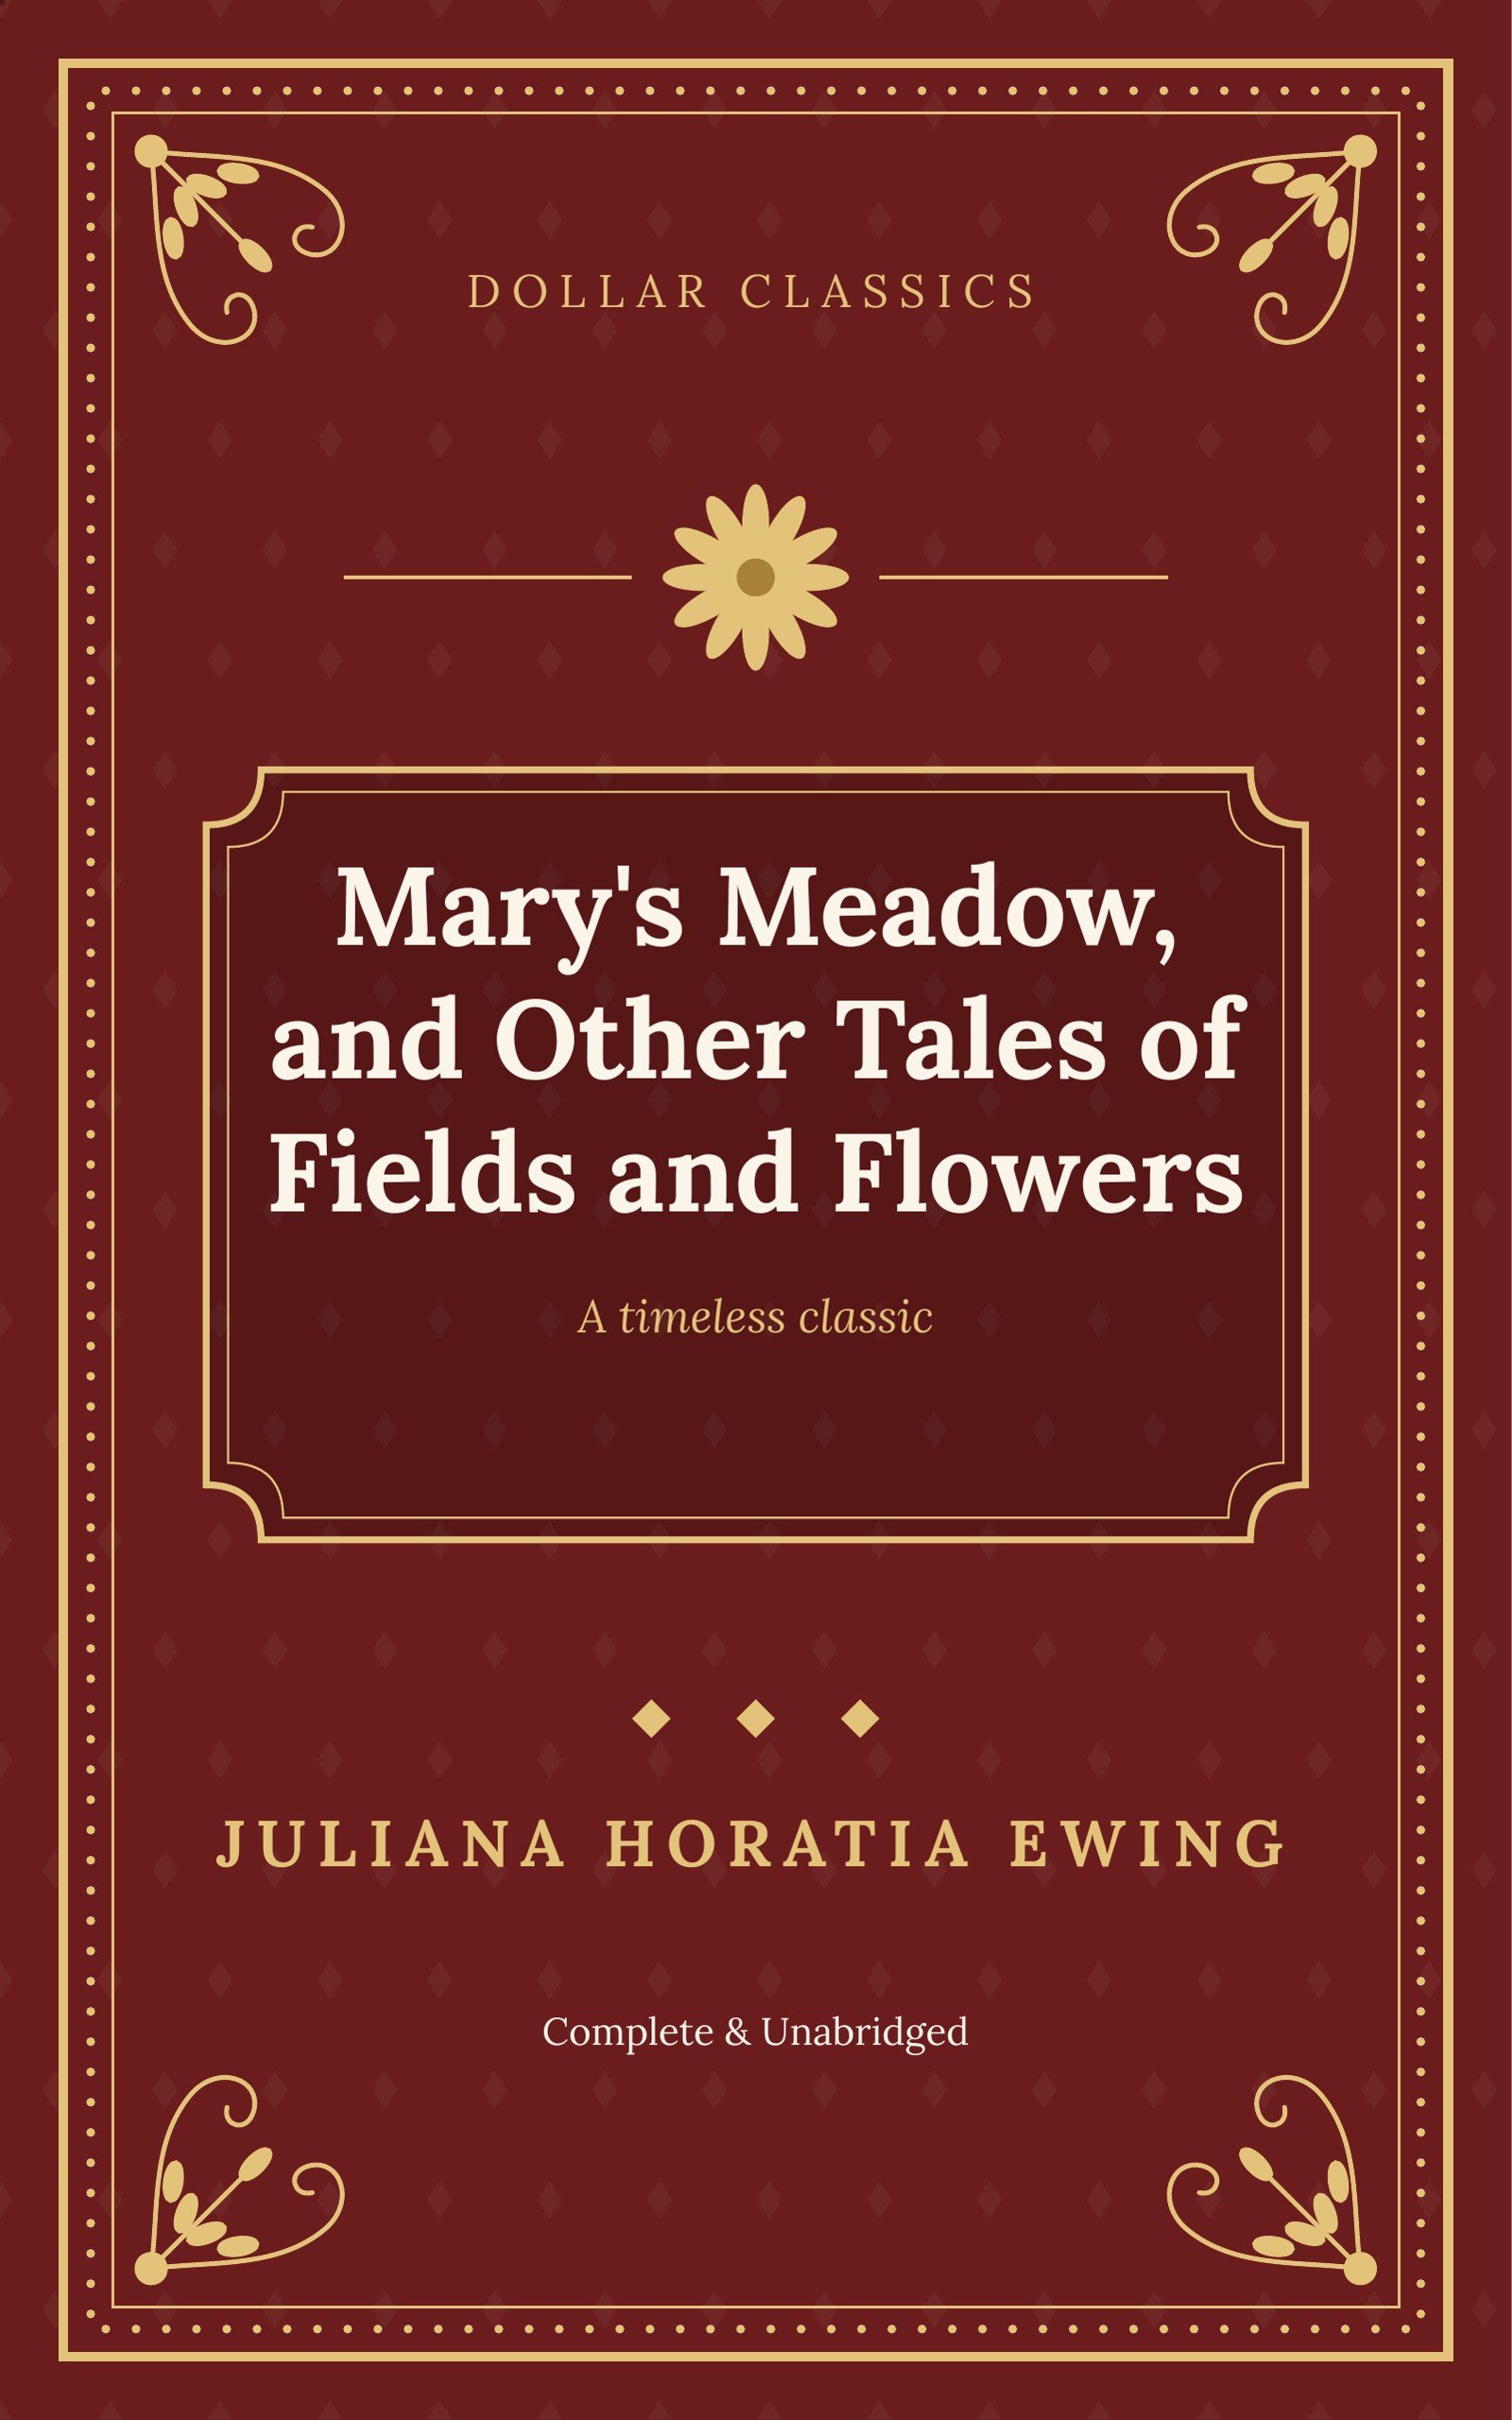 DOLLAR CLASSICS
Mary's Meadow,
and Other Tales of
Fields and Flowers
A timeless classic
JULIANA HORATIA EWING
Complete & Unabridged